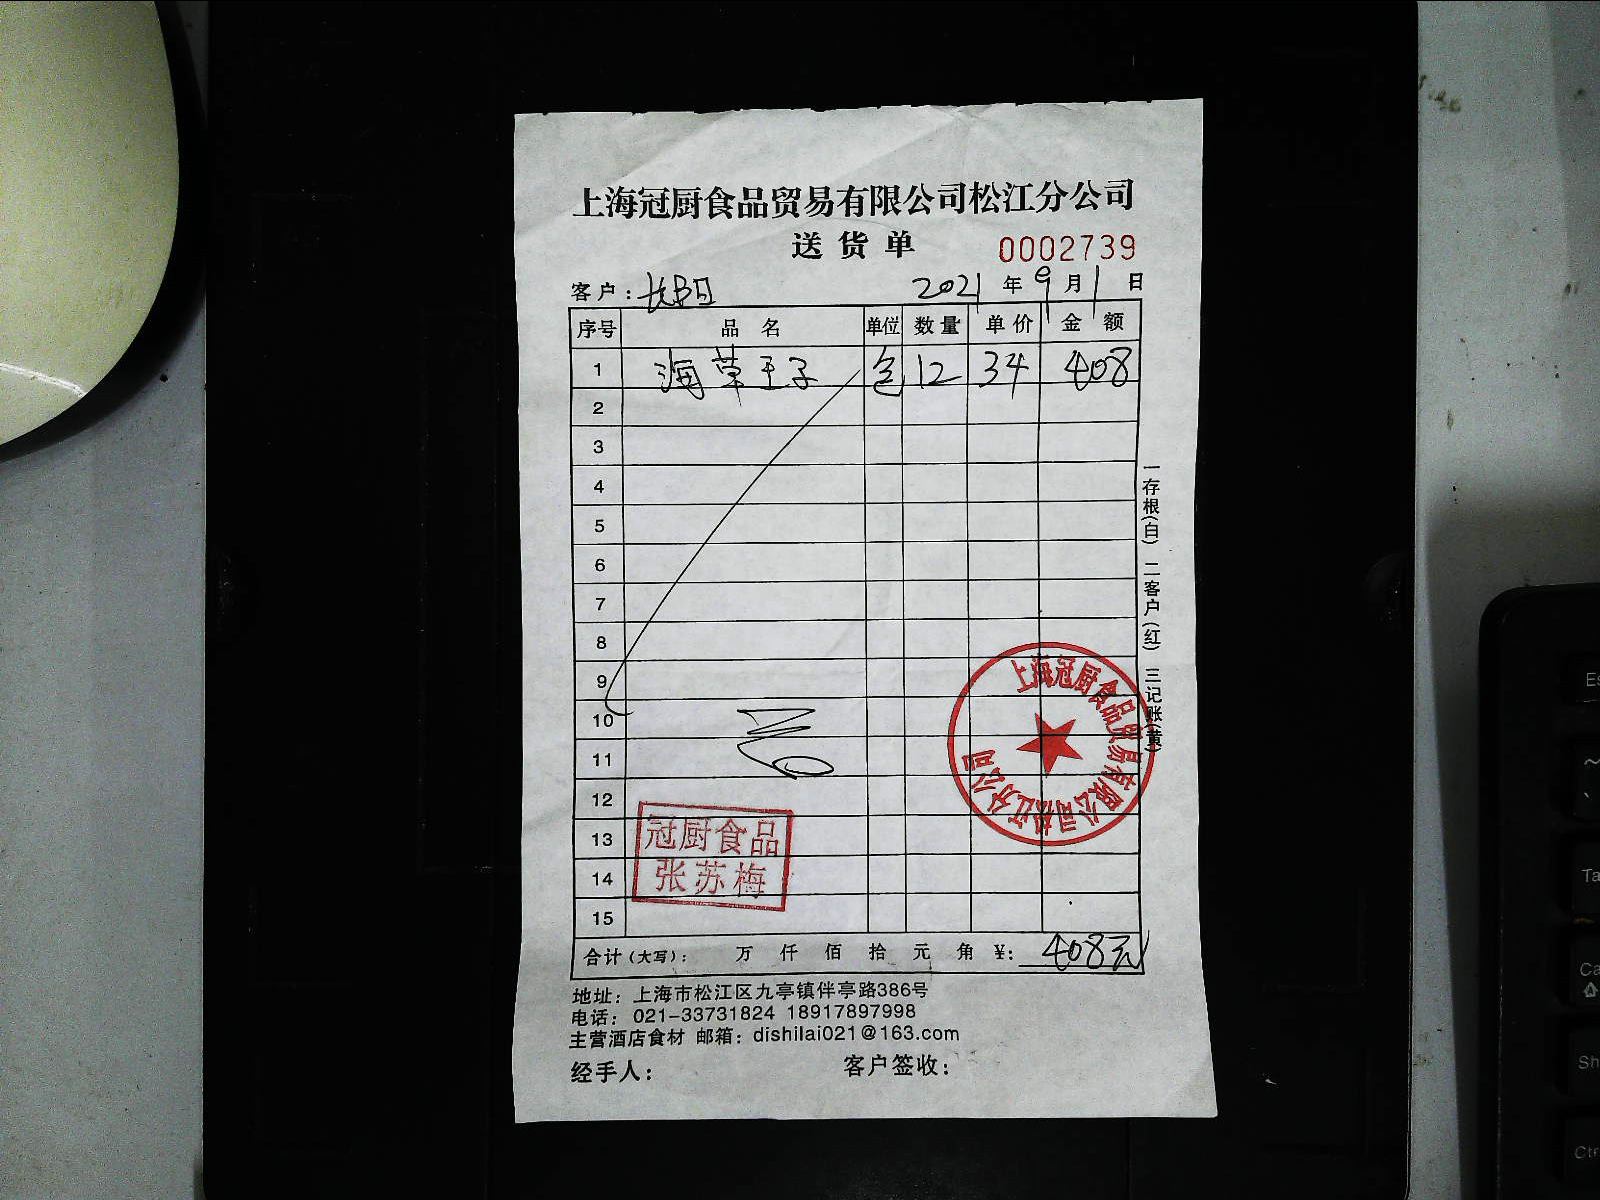 上海冠厨食品贸易有限公司松江分公司
送货单 0002739
客户： 2021 年 9 月 1 日
序号 品名 单位 数量 单价 金额
1 海草王子 包 12 34 408
2
3
4
5
6
7
8
9
10
11
12
13
14
15
合计(大写)： 万 仟 佰 拾 元 角 ¥: 408元
地址：上海市松江区九亭镇伴亭路386号
电话：021-33731824 18917897998
主营酒店食材 邮箱：dishilai021@163.com
经手人： 客户签收：
一存根(白) 二客户(红) 三记账(黄)
上海冠厨食品贸易有限公司松江分公司
冠厨食品
张苏梅
Es
~
Ta
Ca
Sh
Ctr